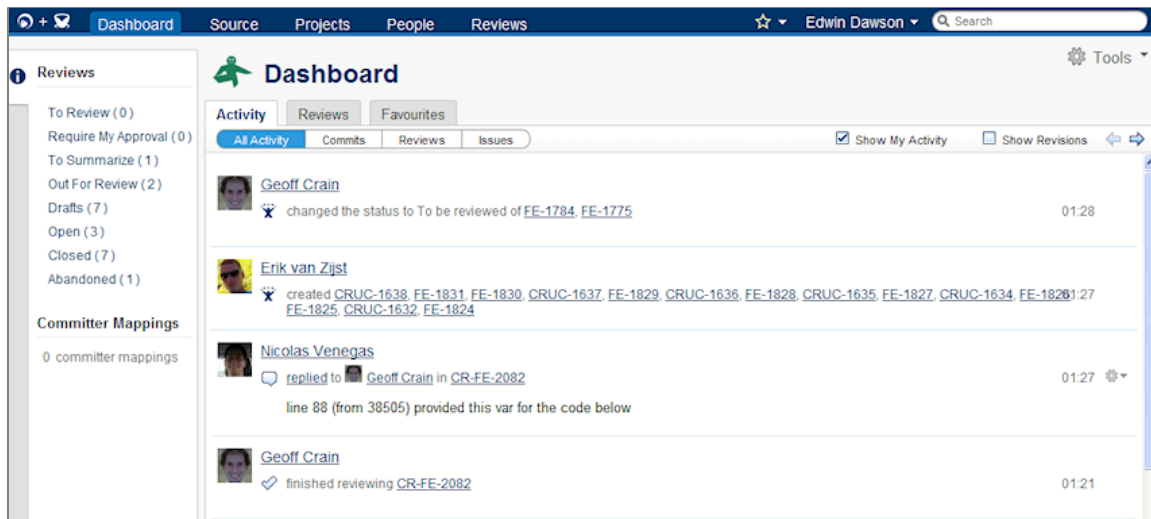 Dashboard Source Projects People Reviews Edwin Dawson Search
Tools
Reviews
To Review (0)
Require My Approval (0)
To Summarize (1)
Out For Review (2)
Drafts (7)
Open (3)
Closed (7)
Abandoned (1)
Committer Mappings
0 committer mappings
Dashboard
Activity Reviews Favourites
All Activity Commits Reviews Issues Show My Activity Show Revisions
Geoff Crain
changed the status to To be reviewed of FE-1784, FE-1775 01:28
Erik van Zijst
created CRUC-1638, FE-1831, FE-1830, CRUC-1637, FE-1829, CRUC-1636, FE-1828, CRUC-1635, FE-1827, CRUC-1634, FE-1826, 01:27
FE-1825, CRUC-1632, FE-1824
Nicolas Venegas
replied to Geoff Crain in CR-FE-2082 01:27
line 88 (from 38505) provided this var for the code below
Geoff Crain
finished reviewing CR-FE-2082 01:21